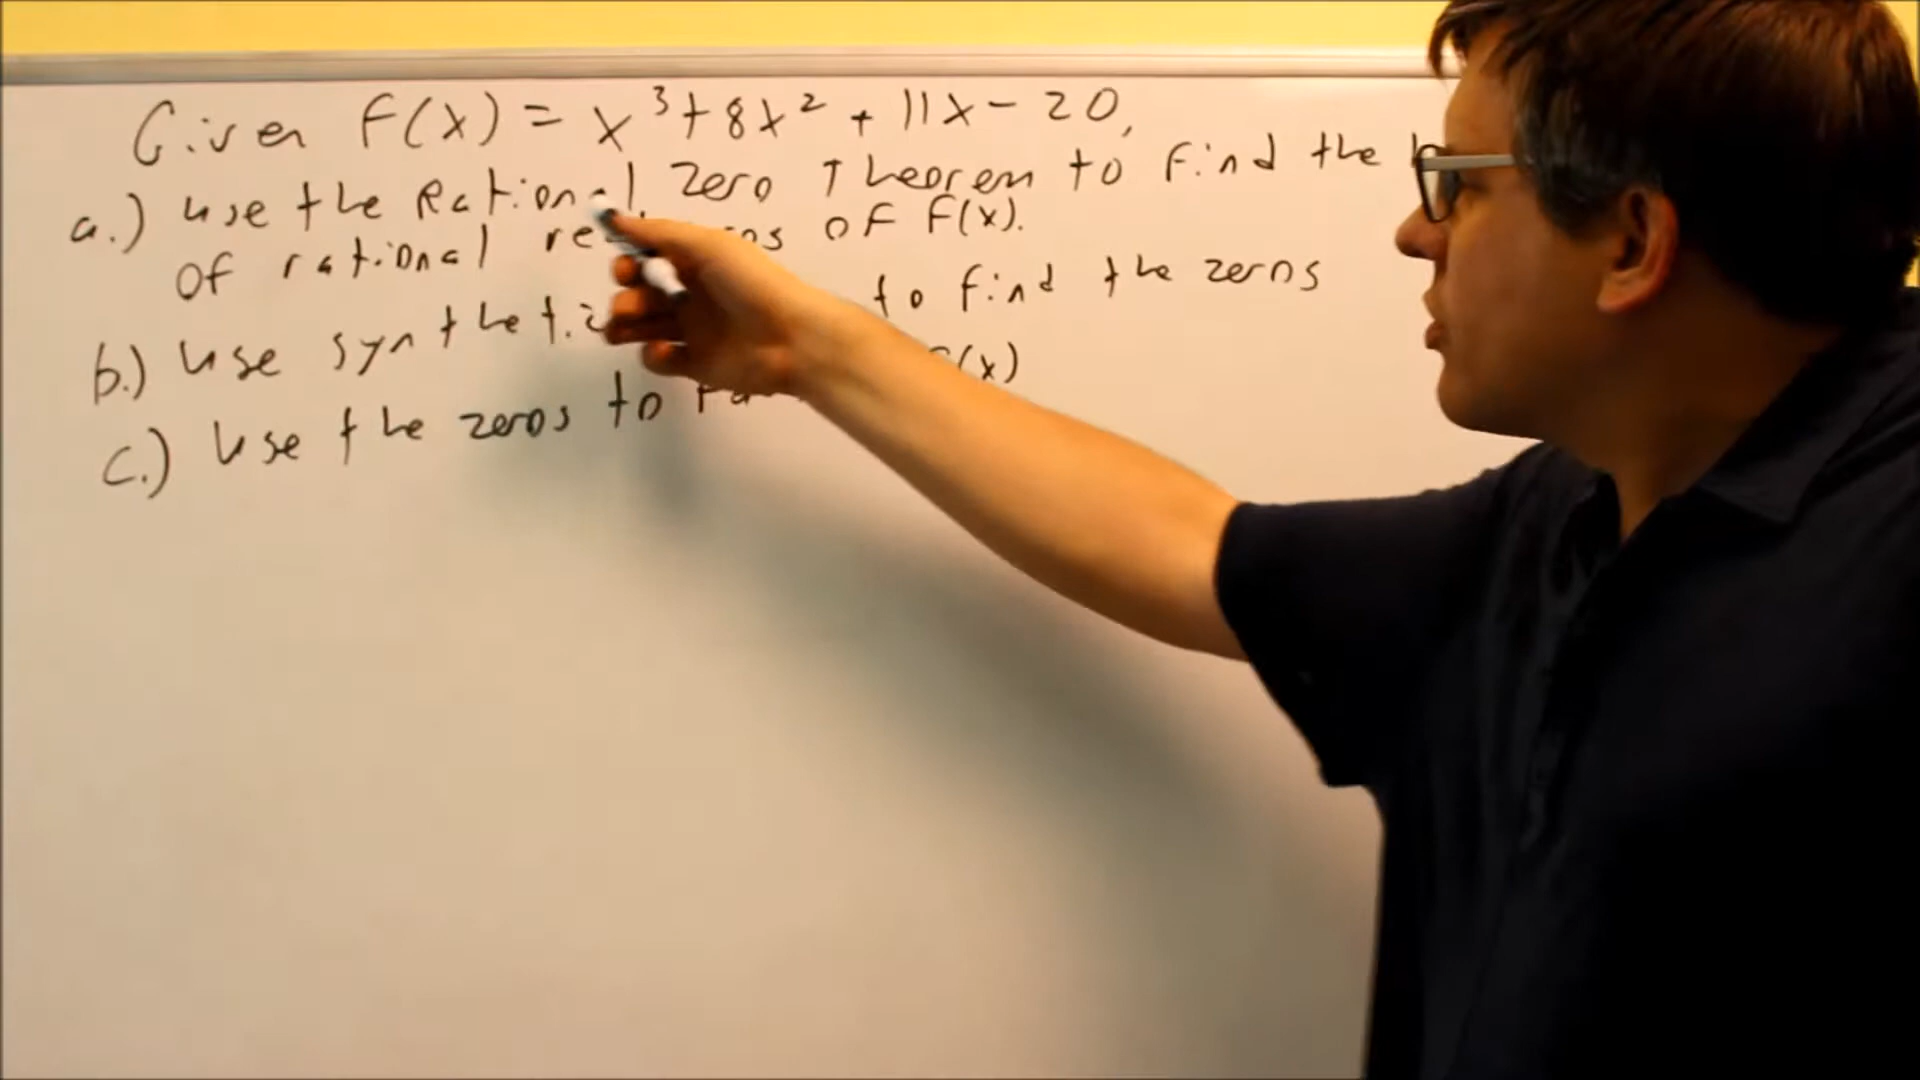 Given f(x) = x³ + 8x² + 11x - 20,
a.) Use the Rational Zero Theorem to find the
of rational of f(x).
b.) Use to find the zeros
c.) Use the zeros to